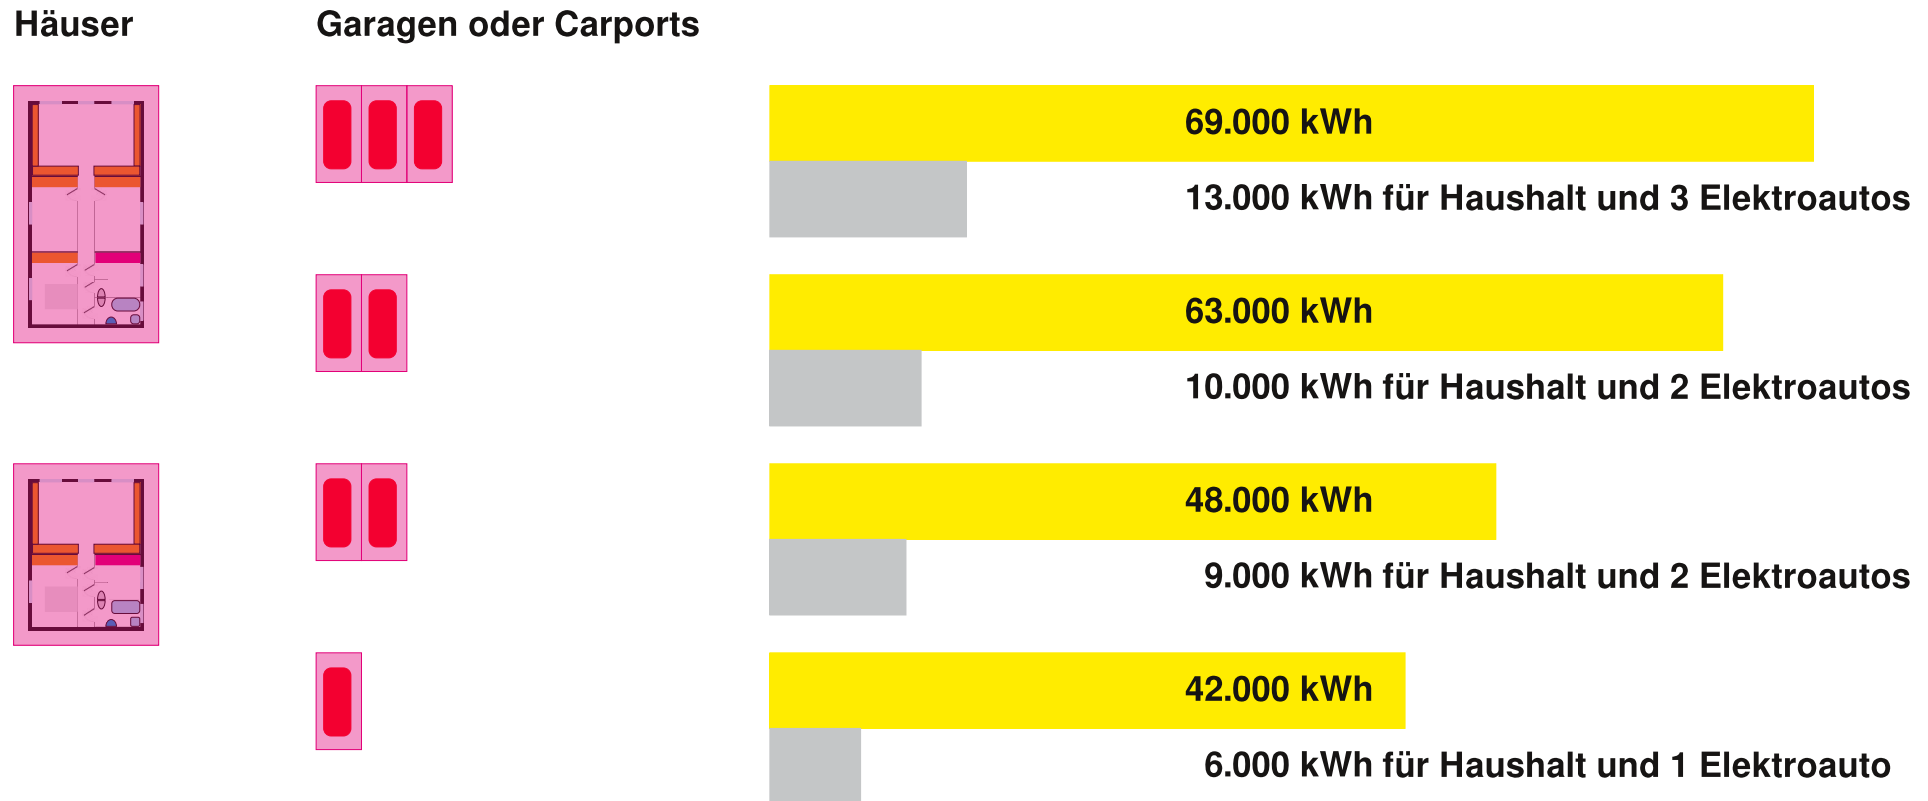 Häuser
Garagen oder Carports
69.000 kWh
13.000 kWh für Haushalt und 3 Elektroautos
63.000 kWh
10.000 kWh für Haushalt und 2 Elektroautos
48.000 kWh
9.000 kWh für Haushalt und 2 Elektroautos
42.000 kWh
6.000 kWh für Haushalt und 1 Elektroauto